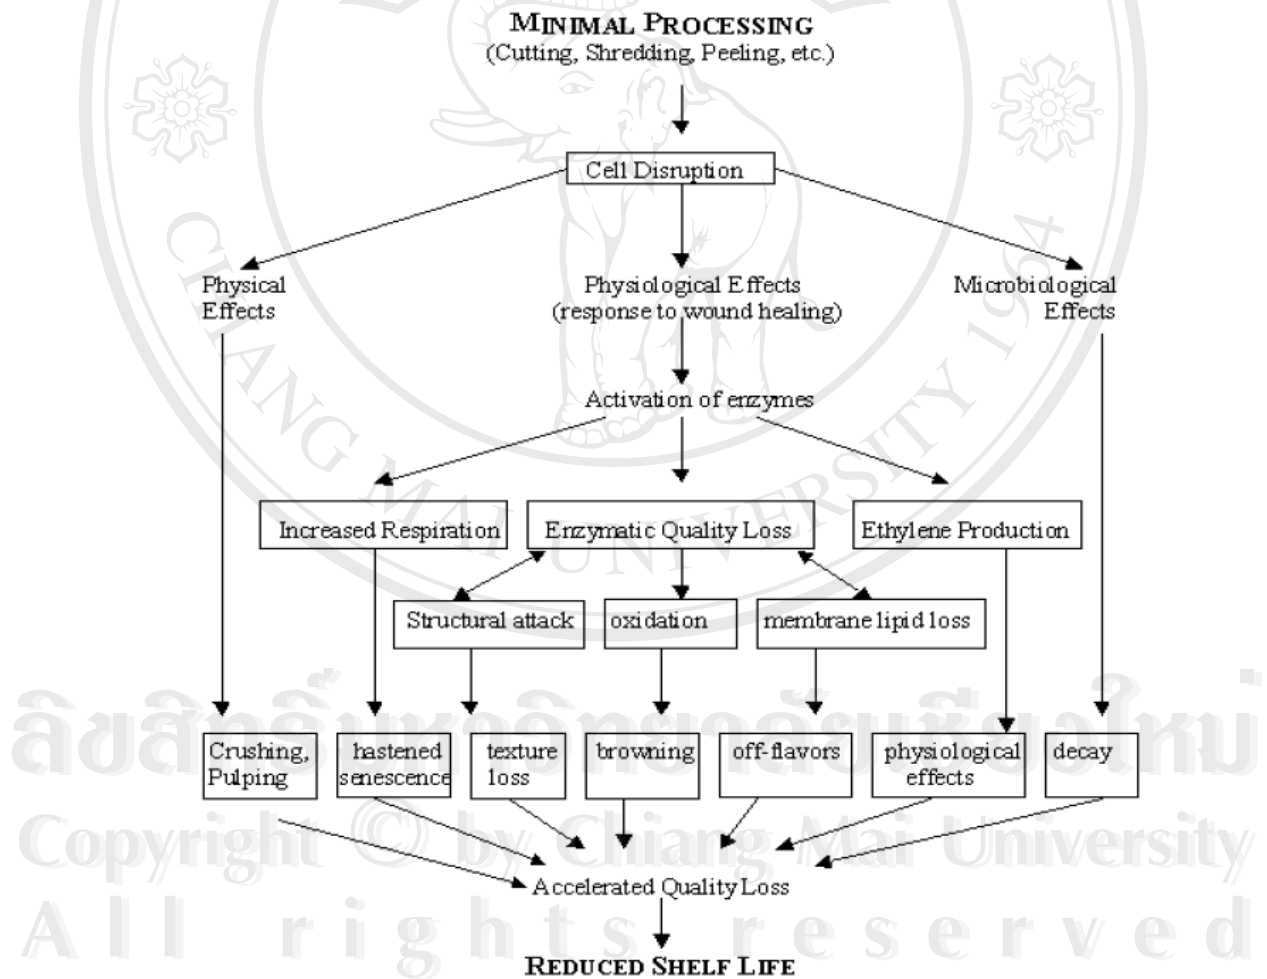 MINIMAL PROCESSING
(Cutting, Shredding, Peeling, etc.)
Cell Disruption
Physical
Effects
Physiological Effects
(response to wound healing)
Microbiological
Effects
Activation of enzymes
Increased Respiration
Enzymatic Quality Loss
Ethylene Production
Structural attack
oxidation
membrane lipid loss
Crushing,
Pulping
hastened
senescence
texture
loss
browning
off-flavors
physiological
effects
decay
Accelerated Quality Loss
REDUCED SHELF LIFE
CHIANG MAI UNIVERSITY 1964
ลิขสิทธิ์มหาวิทยาลัยเชียงใหม่
Copyright © by Chiang Mai University
All rights reserved